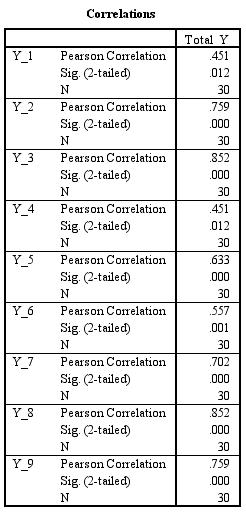 Correlations
Total Y
Y_1 Pearson Correlation .451
Sig. (2-tailed) .012
N 30
Y_2 Pearson Correlation .759
Sig. (2-tailed) .000
N 30
Y_3 Pearson Correlation .852
Sig. (2-tailed) .000
N 30
Y_4 Pearson Correlation .451
Sig. (2-tailed) .012
N 30
Y_5 Pearson Correlation .633
Sig. (2-tailed) .000
N 30
Y_6 Pearson Correlation .557
Sig. (2-tailed) .001
N 30
Y_7 Pearson Correlation .702
Sig. (2-tailed) .000
N 30
Y_8 Pearson Correlation .852
Sig. (2-tailed) .000
N 30
Y_9 Pearson Correlation .759
Sig. (2-tailed) .000
N 30